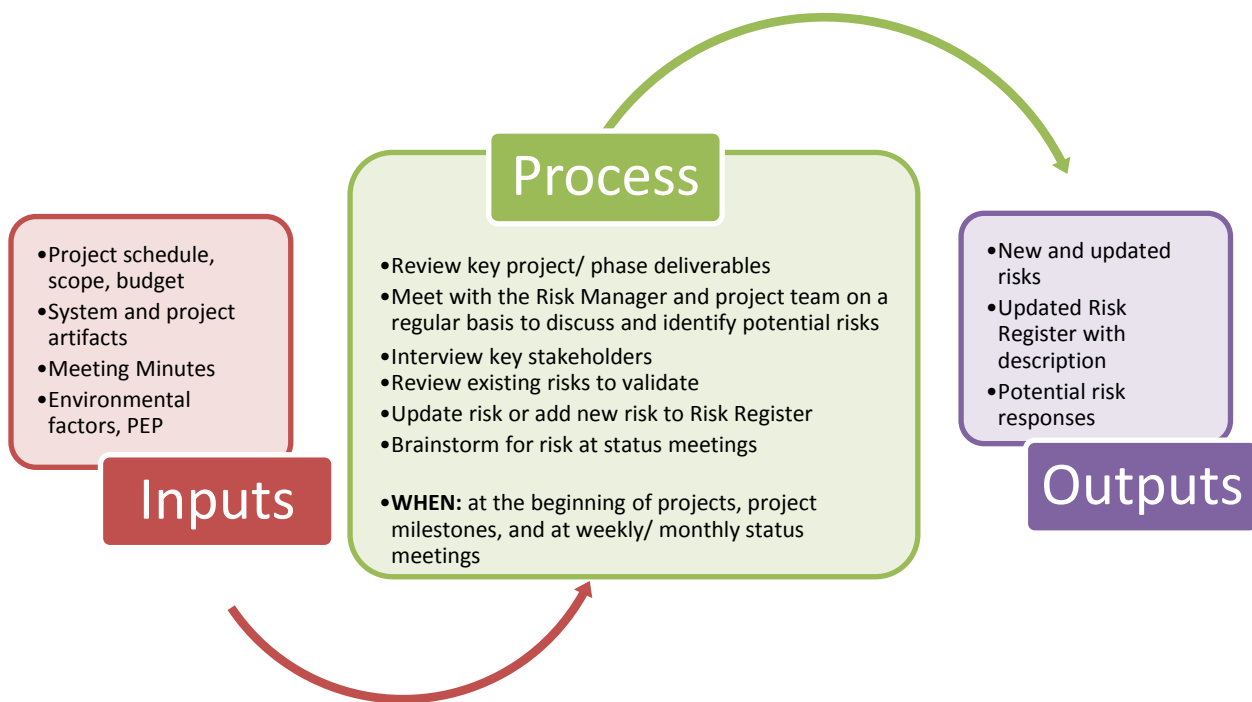 •Project schedule,
scope, budget
•System and project
artifacts
•Meeting Minutes
•Environmental
factors, PEP
Inputs
Process
•Review key project/ phase deliverables
•Meet with the Risk Manager and project team on a
regular basis to discuss and identify potential risks
•Interview key stakeholders
•Review existing risks to validate
•Update risk or add new risk to Risk Register
•Brainstorm for risk at status meetings
•WHEN: at the beginning of projects, project
milestones, and at weekly/ monthly status
meetings
•New and updated
risks
•Updated Risk
Register with
description
•Potential risk
responses
Outputs